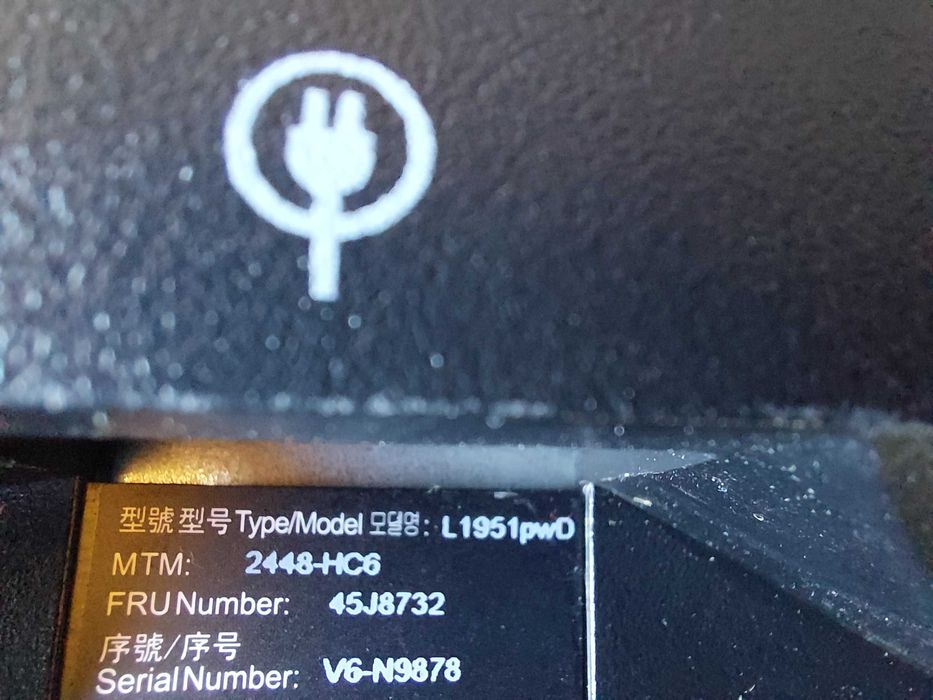 型號 型号 Type/Model 모델명: L1951pwD
MTM: 2448-HC6
FRU Number: 45J8732
序號/序号
Serial Number: V6-N9878